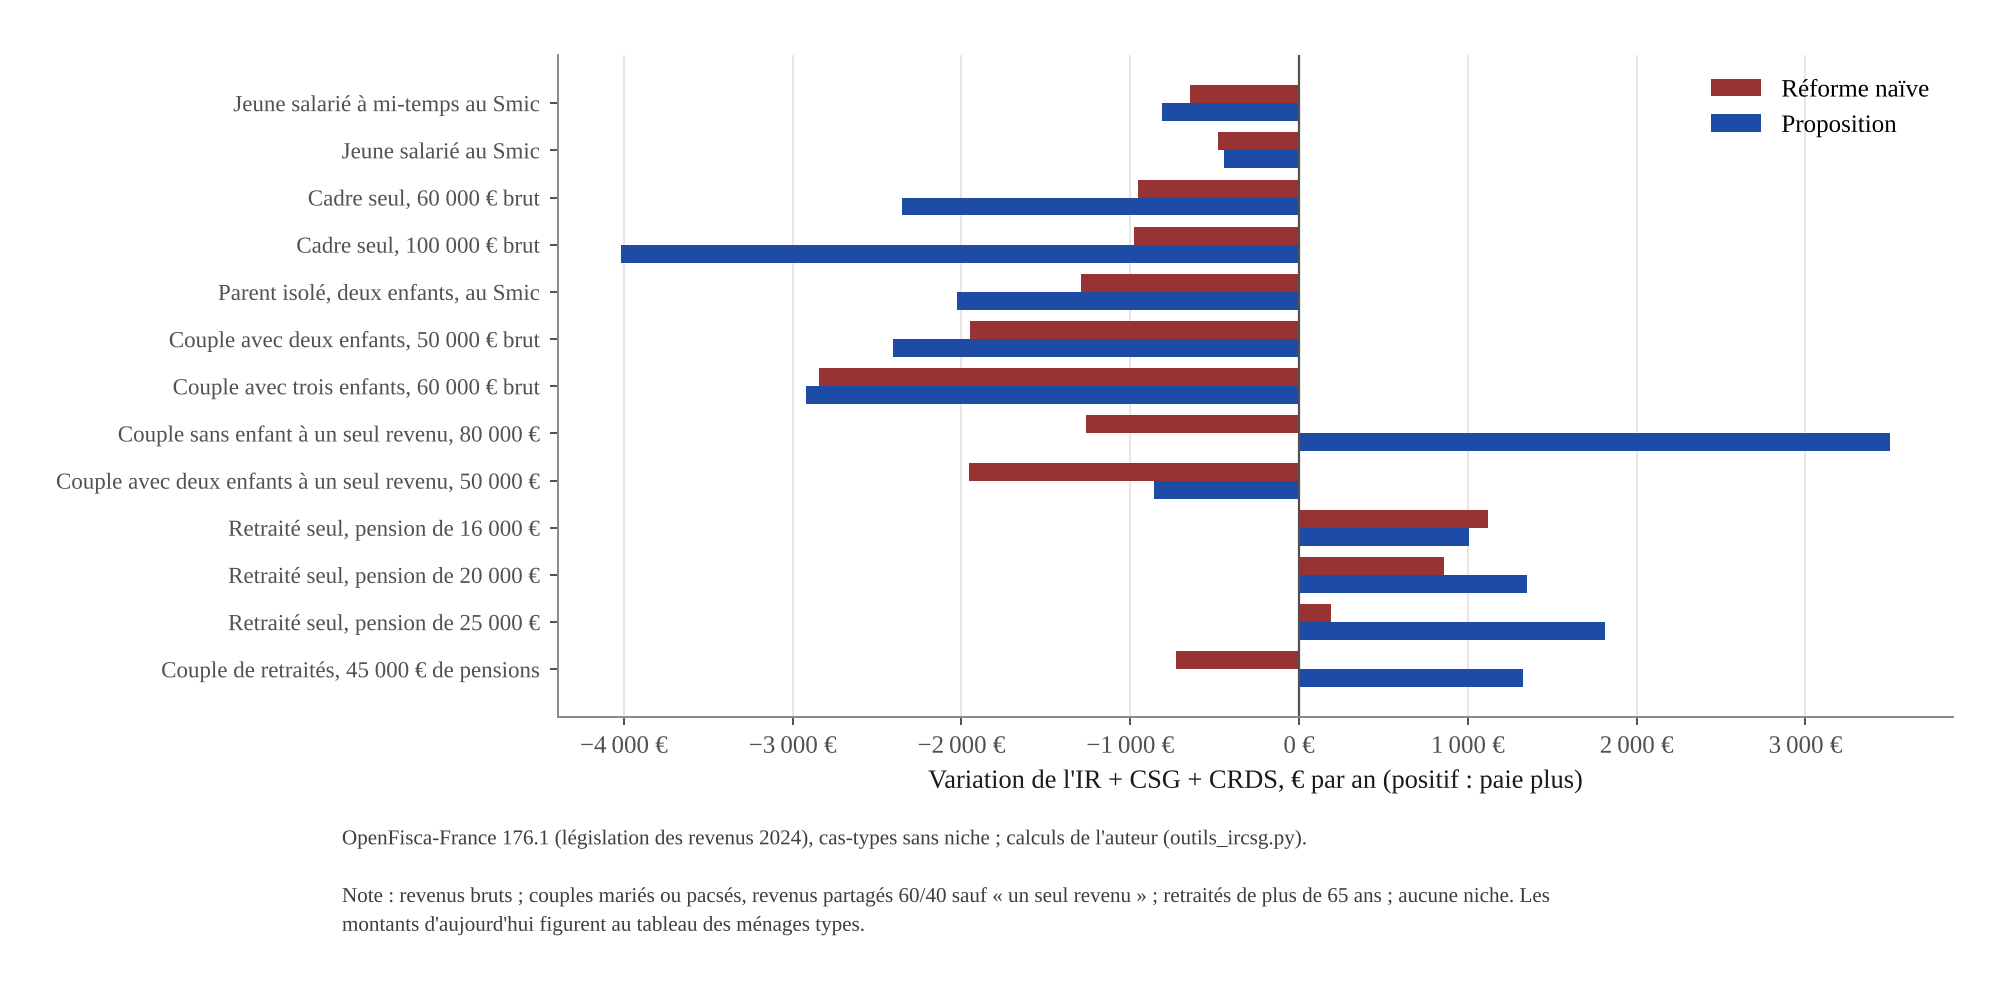 Réforme naïve
Proposition
Jeune salarié à mi-temps au Smic
Jeune salarié au Smic
Cadre seul, 60 000 € brut
Cadre seul, 100 000 € brut
Parent isolé, deux enfants, au Smic
Couple avec deux enfants, 50 000 € brut
Couple avec trois enfants, 60 000 € brut
Couple sans enfant à un seul revenu, 80 000 €
Couple avec deux enfants à un seul revenu, 50 000 €
Retraité seul, pension de 16 000 €
Retraité seul, pension de 20 000 €
Retraité seul, pension de 25 000 €
Couple de retraités, 45 000 € de pensions
−4 000 € −3 000 € −2 000 € −1 000 € 0 € 1 000 € 2 000 € 3 000 €
Variation de l'IR + CSG + CRDS, € par an (positif : paie plus)
OpenFisca-France 176.1 (législation des revenus 2024), cas-types sans niche ; calculs de l'auteur (outils_ircsg.py).
Note : revenus bruts ; couples mariés ou pacsés, revenus partagés 60/40 sauf « un seul revenu » ; retraités de plus de 65 ans ; aucune niche. Les
montants d'aujourd'hui figurent au tableau des ménages types.